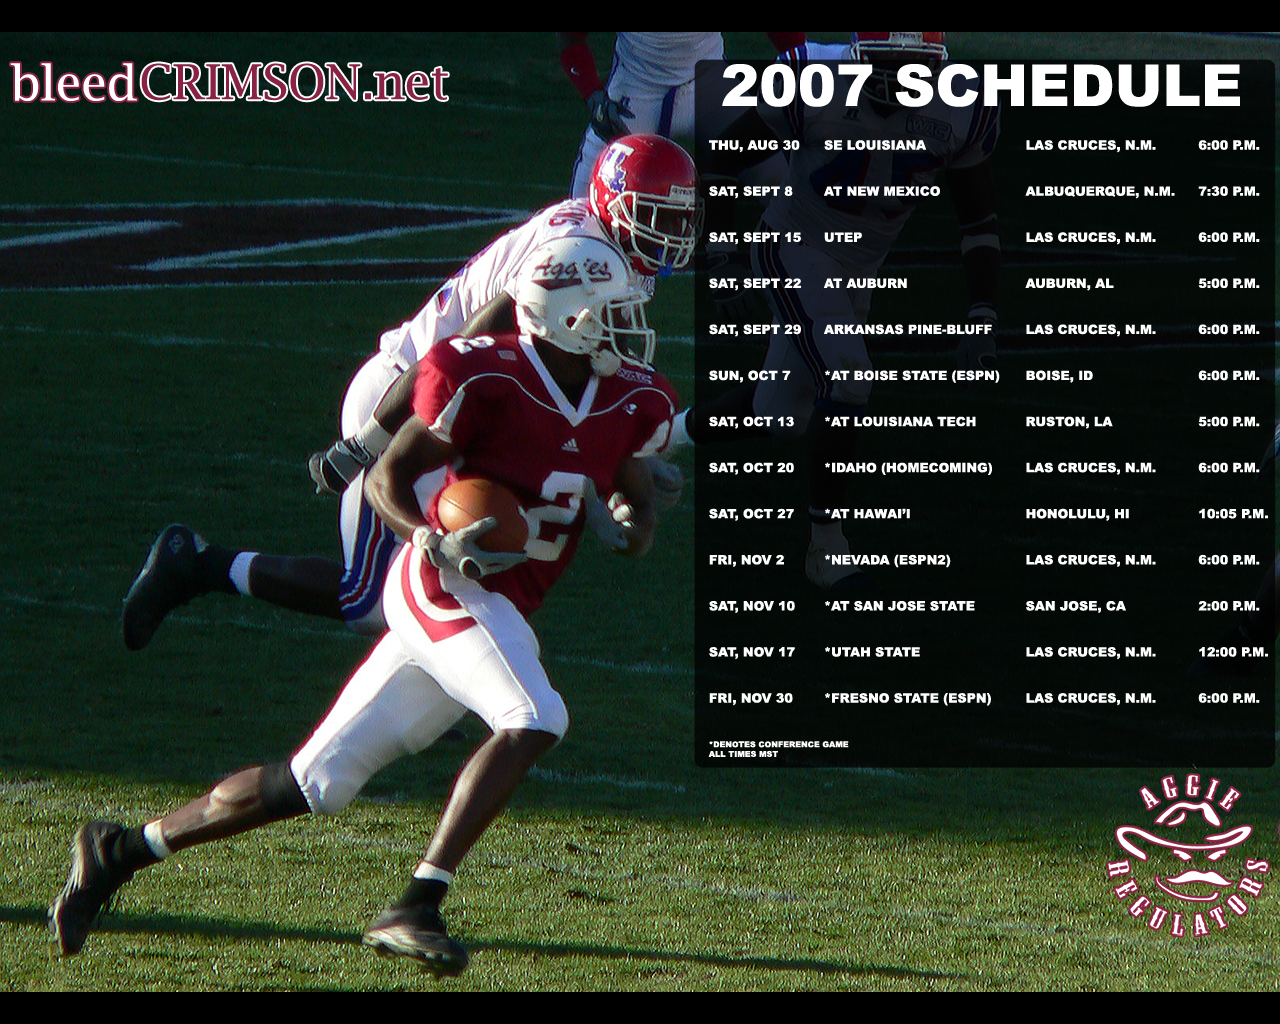 bleedCRIMSON.net
2007 SCHEDULE
THU, AUG 30 SE LOUISIANA LAS CRUCES, N.M. 6:00 P.M.
SAT, SEPT 8 AT NEW MEXICO ALBUQUERQUE, N.M. 7:30 P.M.
SAT, SEPT 15 UTEP LAS CRUCES, N.M. 6:00 P.M.
SAT, SEPT 22 AT AUBURN AUBURN, AL 5:00 P.M.
SAT, SEPT 29 ARKANSAS PINE-BLUFF LAS CRUCES, N.M. 6:00 P.M.
SUN, OCT 7 *AT BOISE STATE (ESPN) BOISE, ID 6:00 P.M.
SAT, OCT 13 *AT LOUISIANA TECH RUSTON, LA 5:00 P.M.
SAT, OCT 20 *IDAHO (HOMECOMING) LAS CRUCES, N.M. 6:00 P.M.
SAT, OCT 27 *AT HAWAI'I HONOLULU, HI 10:05 P.M.
FRI, NOV 2 *NEVADA (ESPN2) LAS CRUCES, N.M. 6:00 P.M.
SAT, NOV 10 *AT SAN JOSE STATE SAN JOSE, CA 2:00 P.M.
SAT, NOV 17 *UTAH STATE LAS CRUCES, N.M. 12:00 P.M.
FRI, NOV 30 *FRESNO STATE (ESPN) LAS CRUCES, N.M. 6:00 P.M.
*DENOTES CONFERENCE GAME
ALL TIMES MST
Aggies
2
2
WAC
AGGIE
REGULATORS